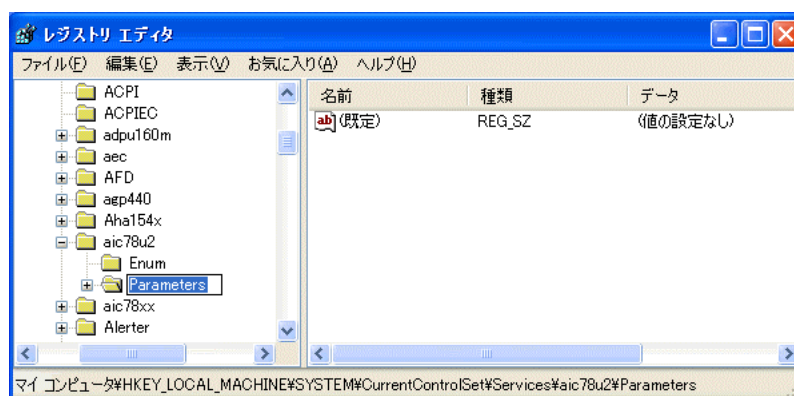 レジストリ エディタ
ファイル(F) 編集(E) 表示(V) お気に入り(A) ヘルプ(H)
ACPI
ACPIEC
adpu160m
aec
AFD
agp440
Aha154x
aic78u2
Enum
Parameters
aic78xx
Alerter
名前 種類 データ
ab (既定) REG_SZ (値の設定なし)
マイ コンピュータ¥HKEY_LOCAL_MACHINE¥SYSTEM¥CurrentControlSet¥Services¥aic78u2¥Parameters